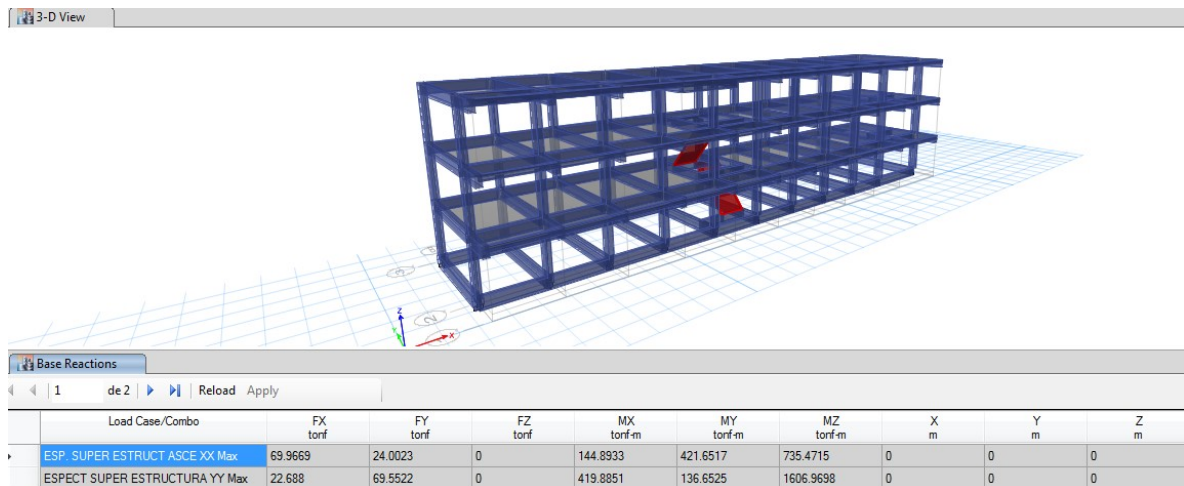 3-D View
Z
Y
X
2
3
Base Reactions
1 de 2 Reload Apply
Load Case/Combo FX tonf FY tonf FZ tonf MX tonf-m MY tonf-m MZ tonf-m X m Y m Z m
ESP. SUPER ESTRUCT ASCE XX Max 69.9669 24.0023 0 144.8933 421.6517 735.4715 0 0 0
ESPECT SUPER ESTRUCTURA YY Max 22.688 69.5522 0 419.8851 136.6525 1606.9698 0 0 0